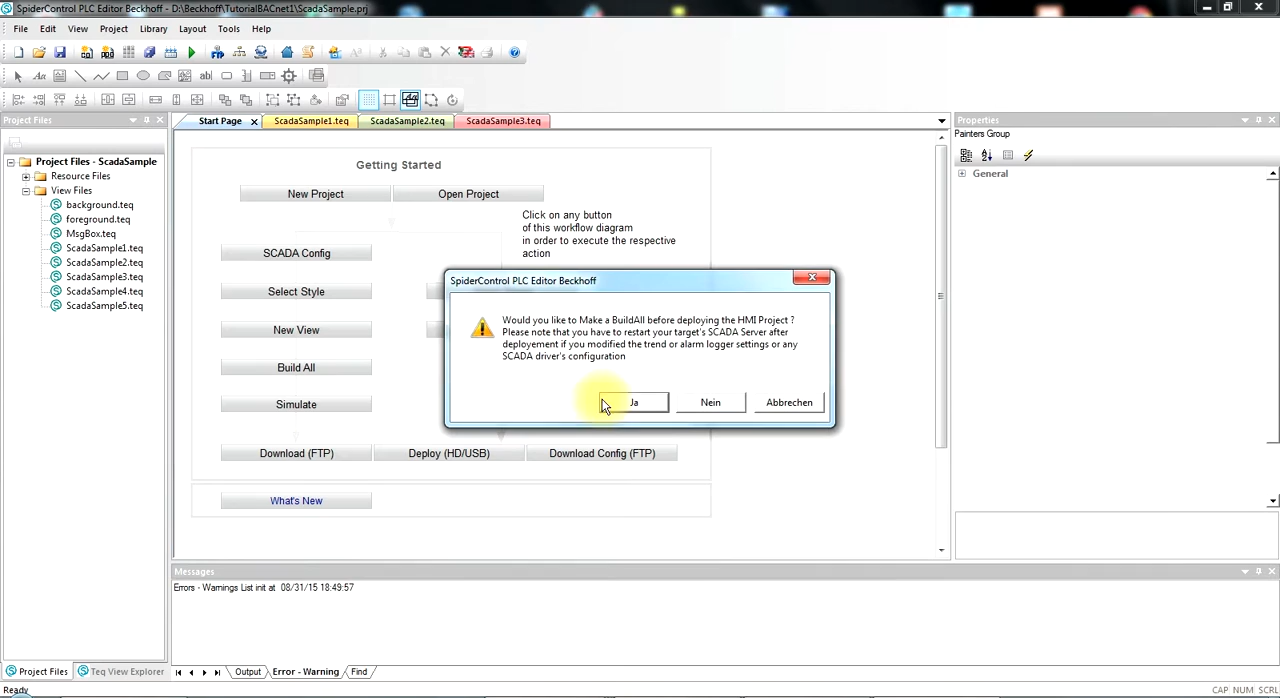 SpiderControl PLC Editor Beckhoff - D:\Beckhoff\TutorialBACnet1\ScadaSample.prj
File Edit View Project Library Layout Tools Help
Project Files
Start Page
ScadaSample1.teq
ScadaSample2.teq
ScadaSample3.teq
Properties
Painters Group
General
Project Files - ScadaSample
Resource Files
View Files
background.teq
foreground.teq
MsgBox.teq
ScadaSample1.teq
ScadaSample2.teq
ScadaSample3.teq
ScadaSample4.teq
ScadaSample5.teq
Getting Started
New Project
Open Project
Click on any button
of this workflow diagram
in order to execute the respective
action
SCADA Config
Select Style
New View
Build All
Simulate
Download (FTP)
Deploy (HD/USB)
Download Config (FTP)
What's New
SpiderControl PLC Editor Beckhoff
Would you like to Make a BuildAll before deploying the HMI Project ?
Please note that you have to restart your target's SCADA Server after
deployement if you modified the trend or alarm logger settings or any
SCADA driver's configuration
Ja
Nein
Abbrechen
Messages
Errors - Warnings List init at 08/31/15 18:49:57
Project Files
Teq View Explorer
Output
Error - Warning
Find
Ready
CAP NUM SCRL